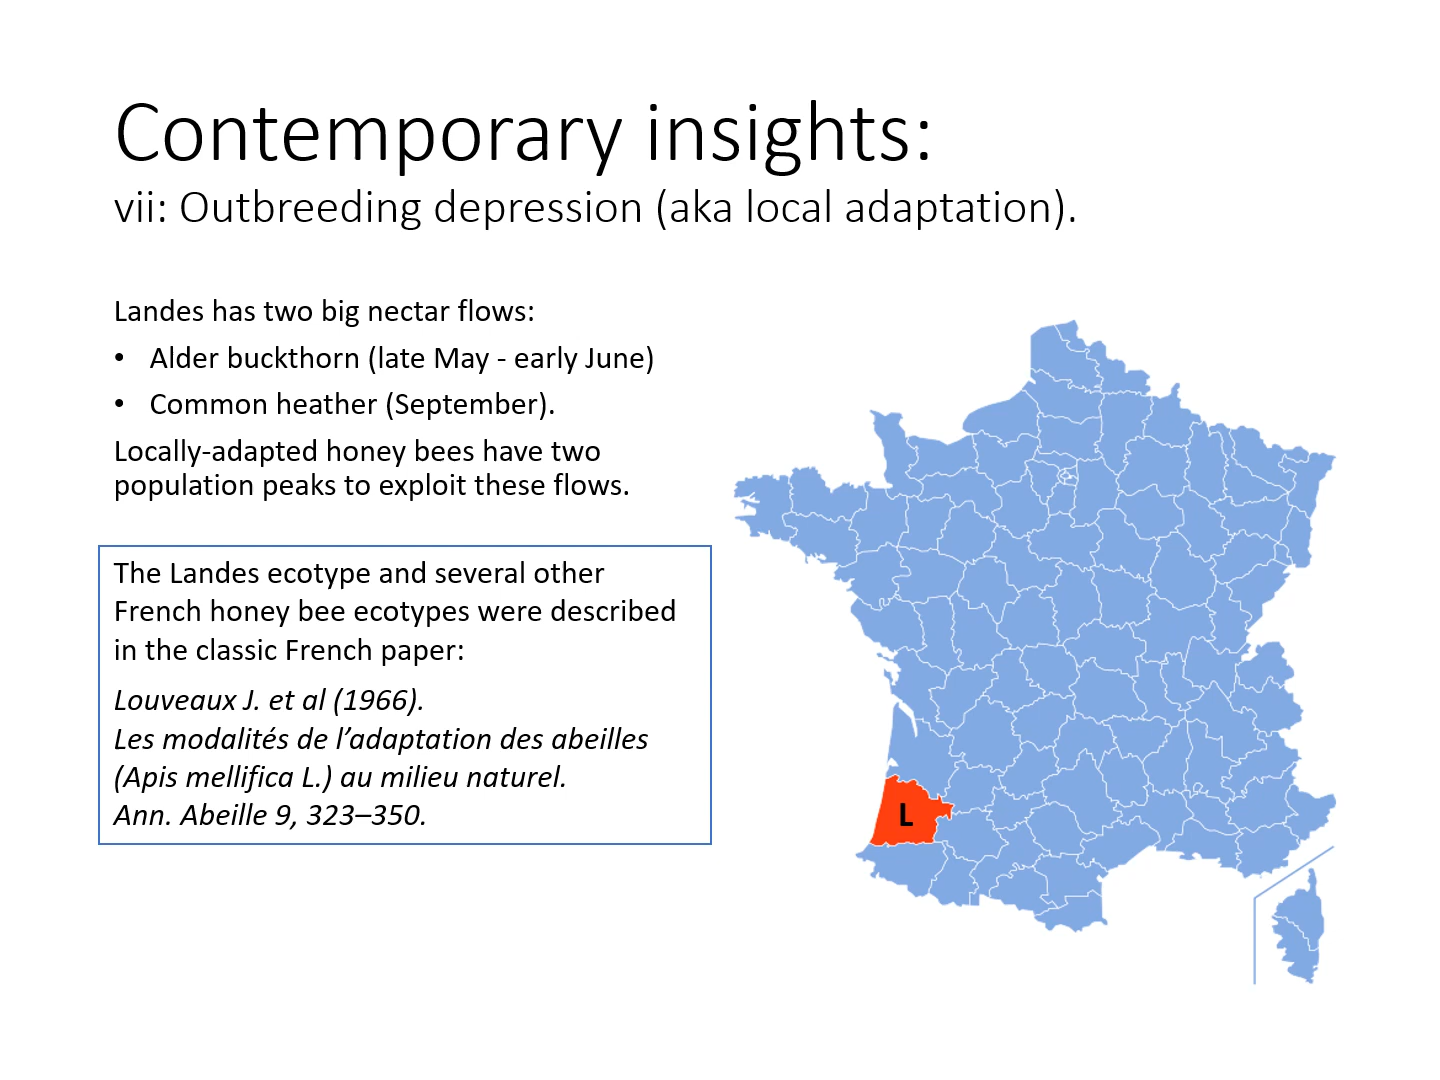 Contemporary insights:
vii: Outbreeding depression (aka local adaptation).
Landes has two big nectar flows:
• Alder buckthorn (late May - early June)
• Common heather (September).
Locally-adapted honey bees have two
population peaks to exploit these flows.
The Landes ecotype and several other
French honey bee ecotypes were described
in the classic French paper:
Louveaux J. et al (1966).
Les modalités de l’adaptation des abeilles
(Apis mellifica L.) au milieu naturel.
Ann. Abeille 9, 323–350.
L